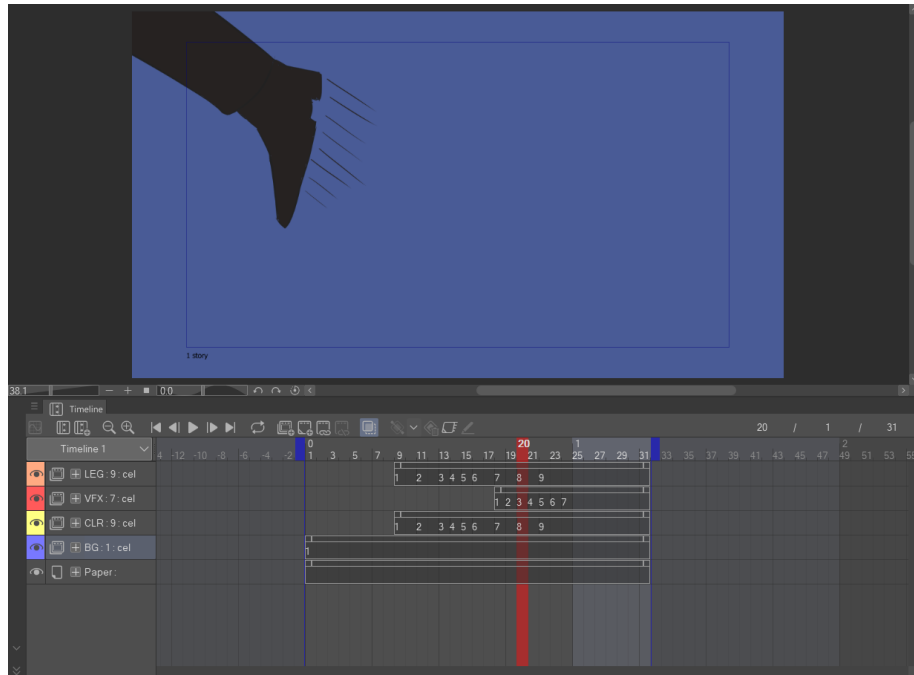 1 story
38.1 0.0
Timeline
20 / 1 / 31
Timeline 1 0 20 1 2
-12 -10 -8 -6 -4 -2 1 3 5 7 9 11 13 15 17 19 21 23 25 27 29 31 33 35 37 39 41 43 45 47 49 51 53
LEG : 9 : cel 1 2 3 4 5 6 7 8 9
VFX : 7 : cel 1 2 3 4 5 6 7
CLR : 9 : cel 1 2 3 4 5 6 7 8 9
BG : 1 : cel 1
Paper :